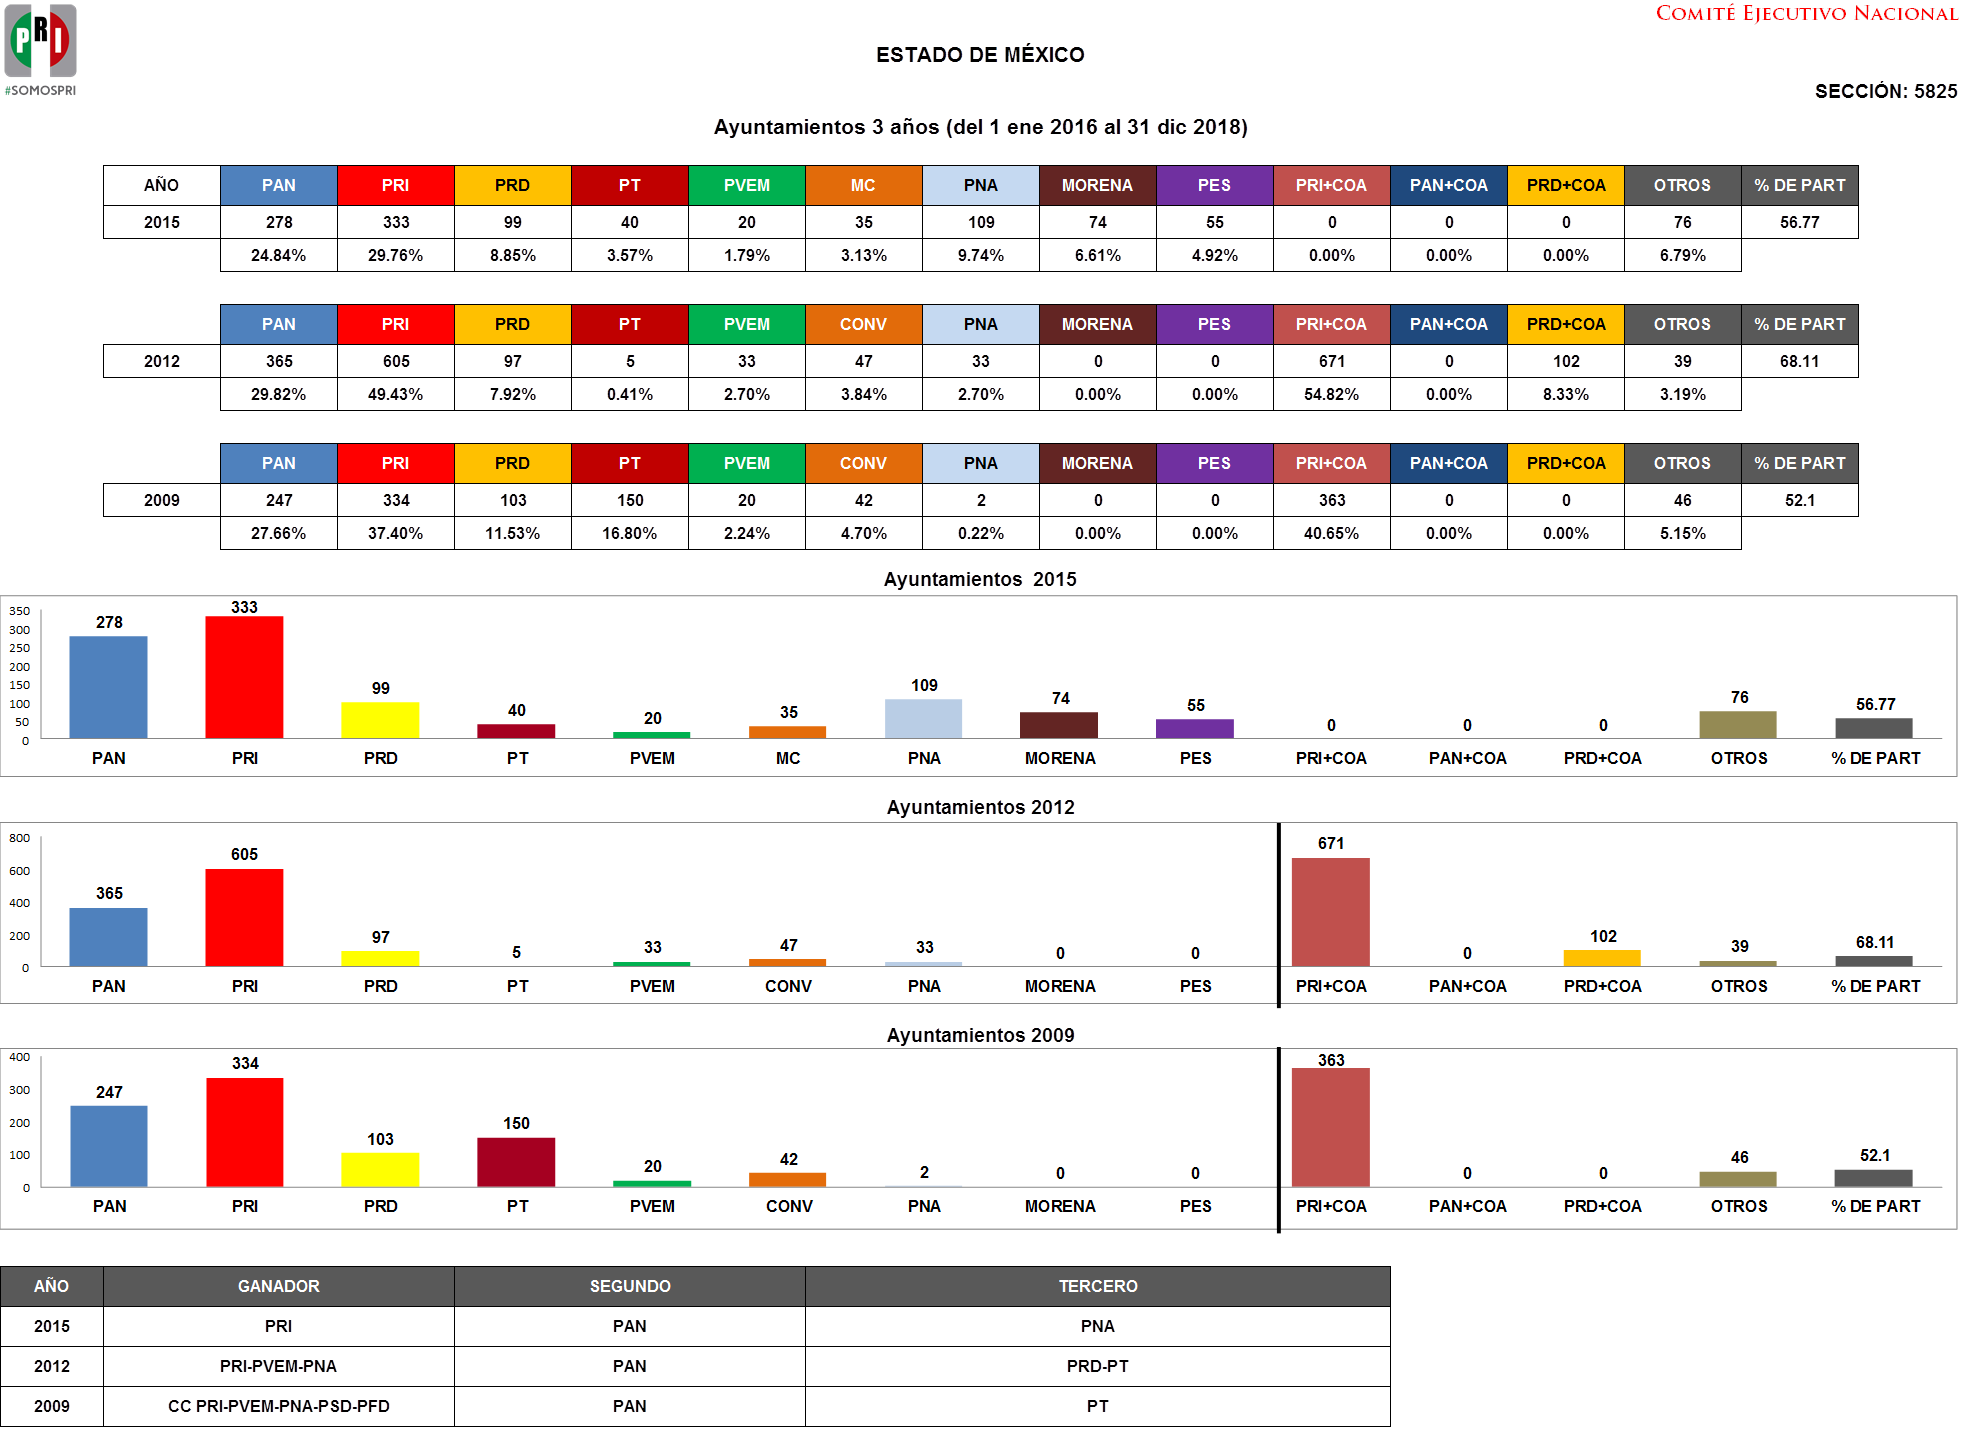 PRI
#SOMOSPRI
COMITÉ EJECUTIVO NACIONAL
ESTADO DE MÉXICO
SECCIÓN: 5825
Ayuntamientos 3 años (del 1 ene 2016 al 31 dic 2018)
AÑO PAN PRI PRD PT PVEM MC PNA MORENA PES PRI+COA PAN+COA PRD+COA OTROS % DE PART
2015 278 333 99 40 20 35 109 74 55 0 0 0 76 56.77
24.84% 29.76% 8.85% 3.57% 1.79% 3.13% 9.74% 6.61% 4.92% 0.00% 0.00% 0.00% 6.79%
PAN PRI PRD PT PVEM CONV PNA MORENA PES PRI+COA PAN+COA PRD+COA OTROS % DE PART
2012 365 605 97 5 33 47 33 0 0 671 0 102 39 68.11
29.82% 49.43% 7.92% 0.41% 2.70% 3.84% 2.70% 0.00% 0.00% 54.82% 0.00% 8.33% 3.19%
PAN PRI PRD PT PVEM CONV PNA MORENA PES PRI+COA PAN+COA PRD+COA OTROS % DE PART
2009 247 334 103 150 20 42 2 0 0 363 0 0 46 52.1
27.66% 37.40% 11.53% 16.80% 2.24% 4.70% 0.22% 0.00% 0.00% 40.65% 0.00% 0.00% 5.15%
Ayuntamientos 2015
350
300
250
200
150
100
50
0
278 333 99 40 20 35 109 74 55 0 0 0 76 56.77
PAN PRI PRD PT PVEM MC PNA MORENA PES PRI+COA PAN+COA PRD+COA OTROS % DE PART
Ayuntamientos 2012
800
600
400
200
0
365 605 97 5 33 47 33 0 0 671 0 102 39 68.11
PAN PRI PRD PT PVEM CONV PNA MORENA PES PRI+COA PAN+COA PRD+COA OTROS % DE PART
Ayuntamientos 2009
400
300
200
100
0
247 334 103 150 20 42 2 0 0 363 0 0 46 52.1
PAN PRI PRD PT PVEM CONV PNA MORENA PES PRI+COA PAN+COA PRD+COA OTROS % DE PART
AÑO GANADOR SEGUNDO TERCERO
2015 PRI PAN PNA
2012 PRI-PVEM-PNA PAN PRD-PT
2009 CC PRI-PVEM-PNA-PSD-PFD PAN PT